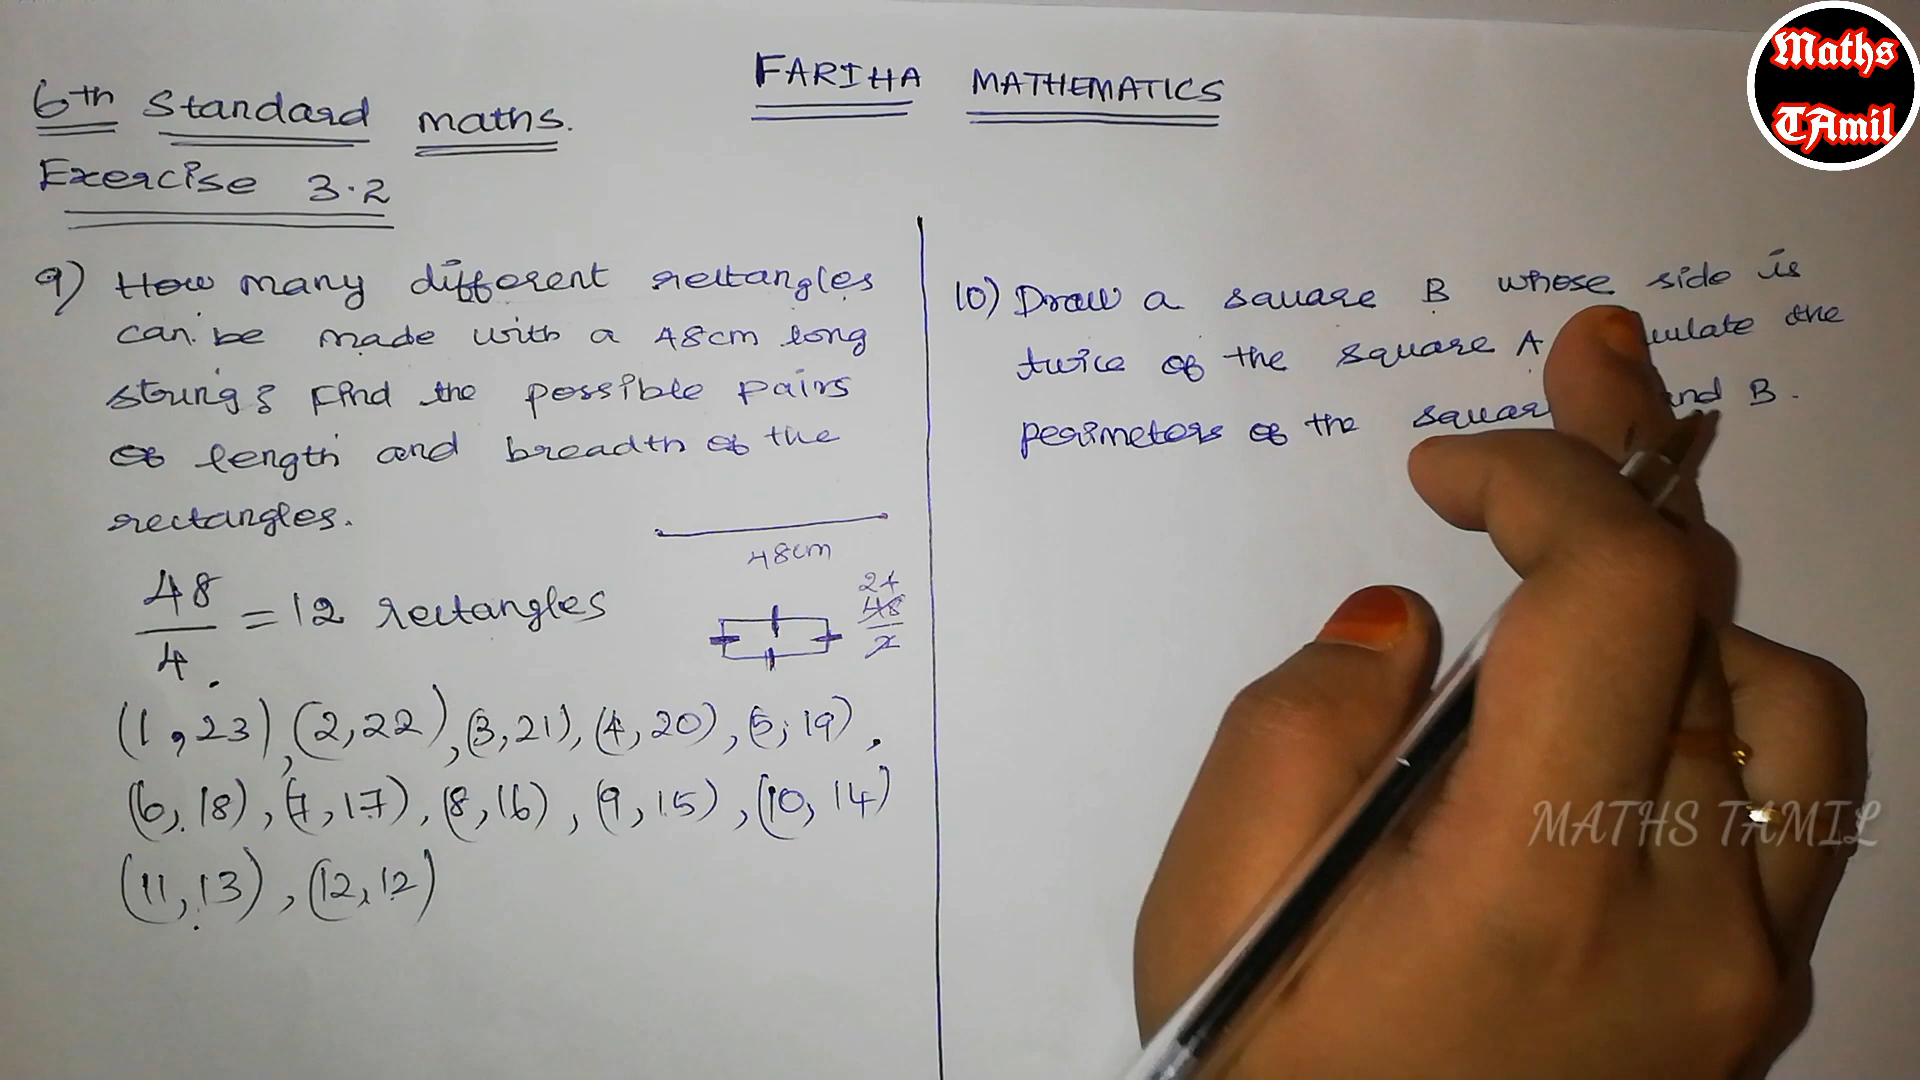 Maths
TAmil
FARIHA MATHEMATICS
6th Standard maths.
Exercise 3.2
9) How many different rectangles
can be made with a 48cm long
string? Find the possible pairs
of length and breadth of the
rectangles.
48cm
48/4 = 12 rectangles
24
48
2
(1,23), (2,22), (3,21), (4,20), (5,19),
(6,18), (7,17), (8,16), (9,15), (10,14)
(11,13), (12,12)
10) Draw a square B whose side is
twice of the square A the
perimeters of the and B.
MATHS TAMIL